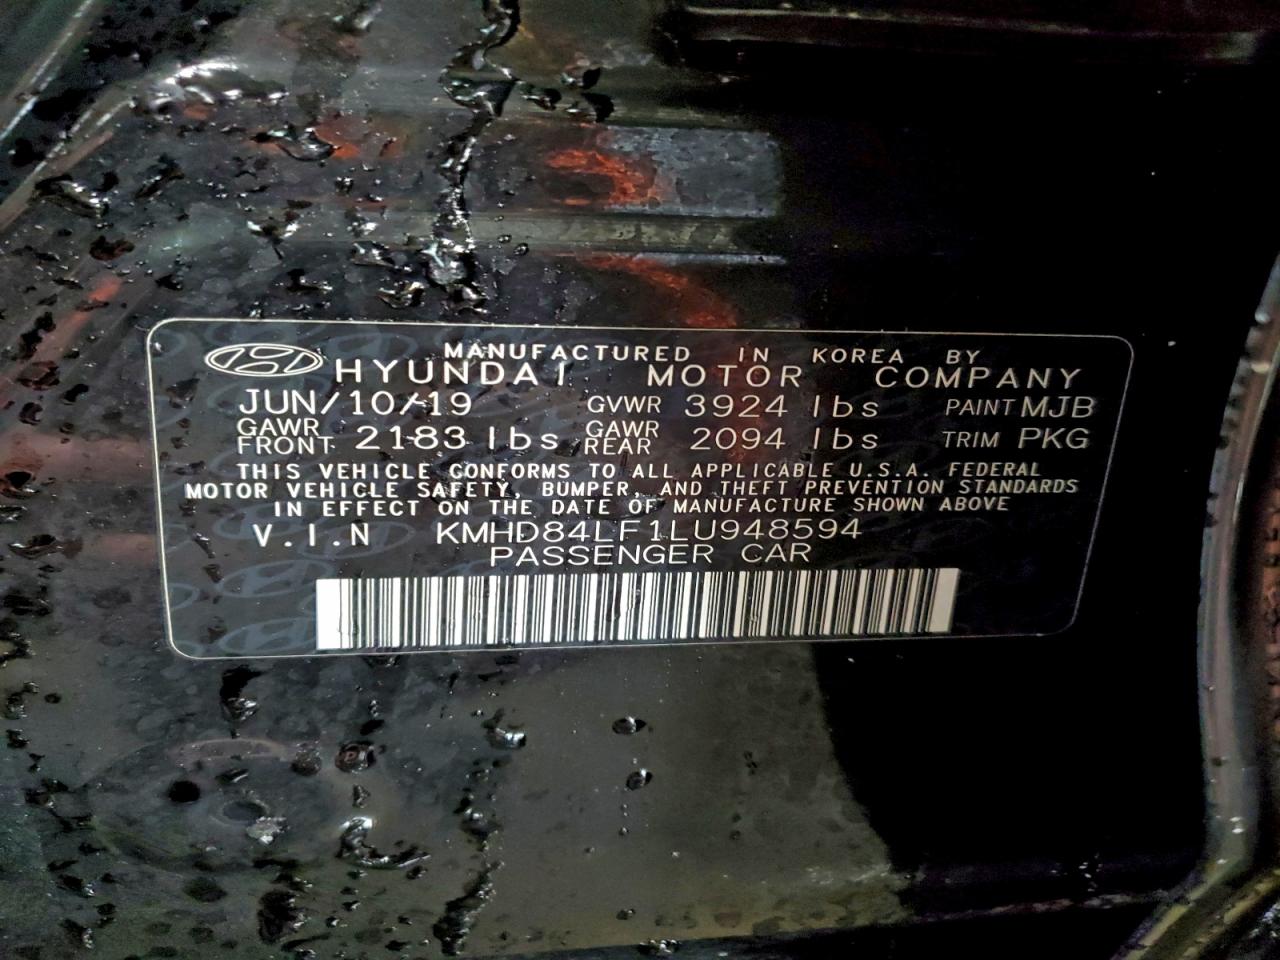 MANUFACTURED IN KOREA BY
HYUNDAI MOTOR COMPANY
JUN/10/19 GVWR 3924 lbs PAINT MJB
GAWR FRONT 2183 lbs GAWR REAR 2094 lbs TRIM PKG
THIS VEHICLE CONFORMS TO ALL APPLICABLE U.S.A. FEDERAL
MOTOR VEHICLE SAFETY, BUMPER, AND THEFT PREVENTION STANDARDS
IN EFFECT ON THE DATE OF MANUFACTURE SHOWN ABOVE
V.I.N KMHD84LF1LU948594
PASSENGER CAR